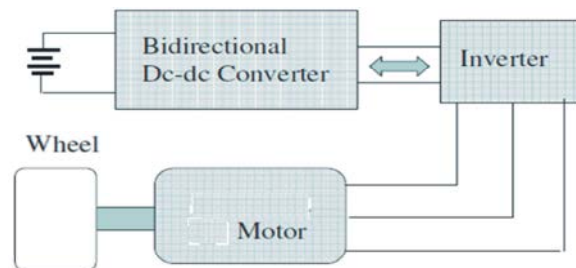 Bidirectional
Dc-dc Converter
Inverter
Wheel
Motor